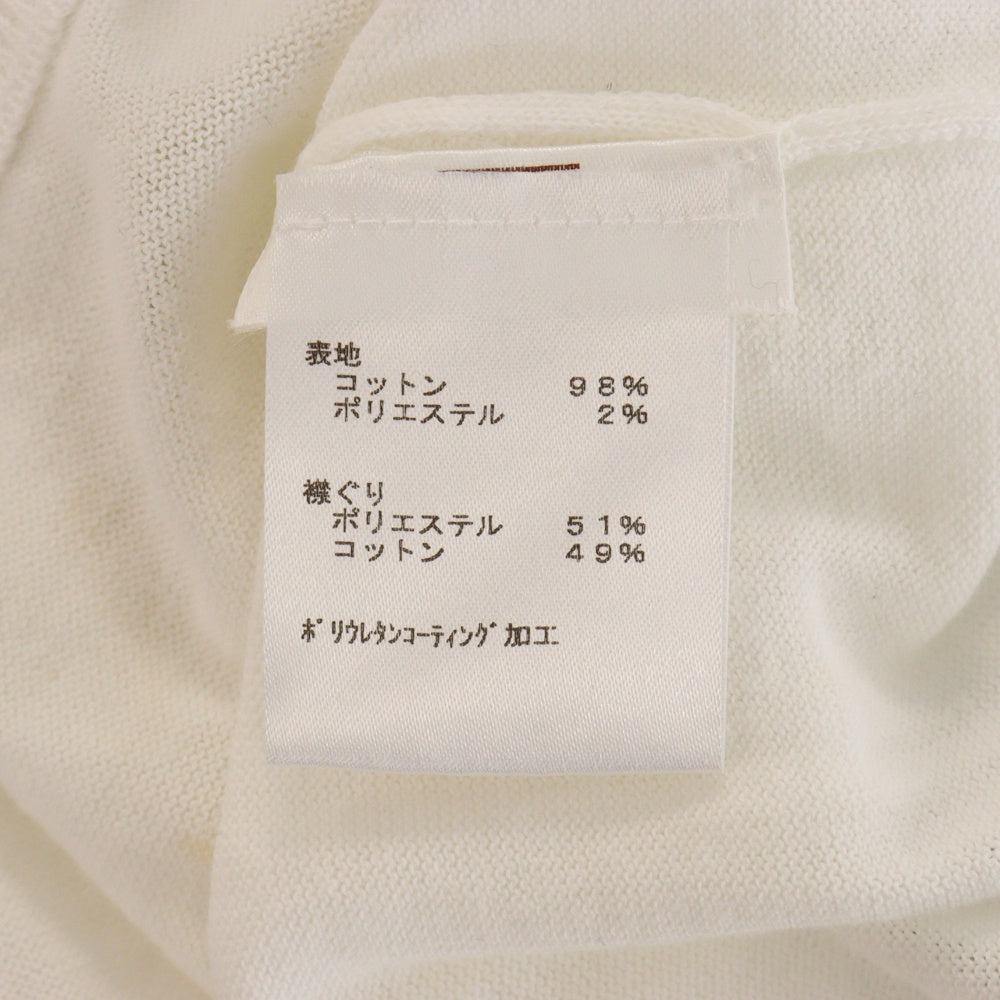 表地
コットン 98%
ポリエステル 2%
襟ぐり
ポリエステル 51%
コットン 49%
ﾎﾟﾘｳﾚﾀﾝｺｰﾃｨﾝｸﾞ加工